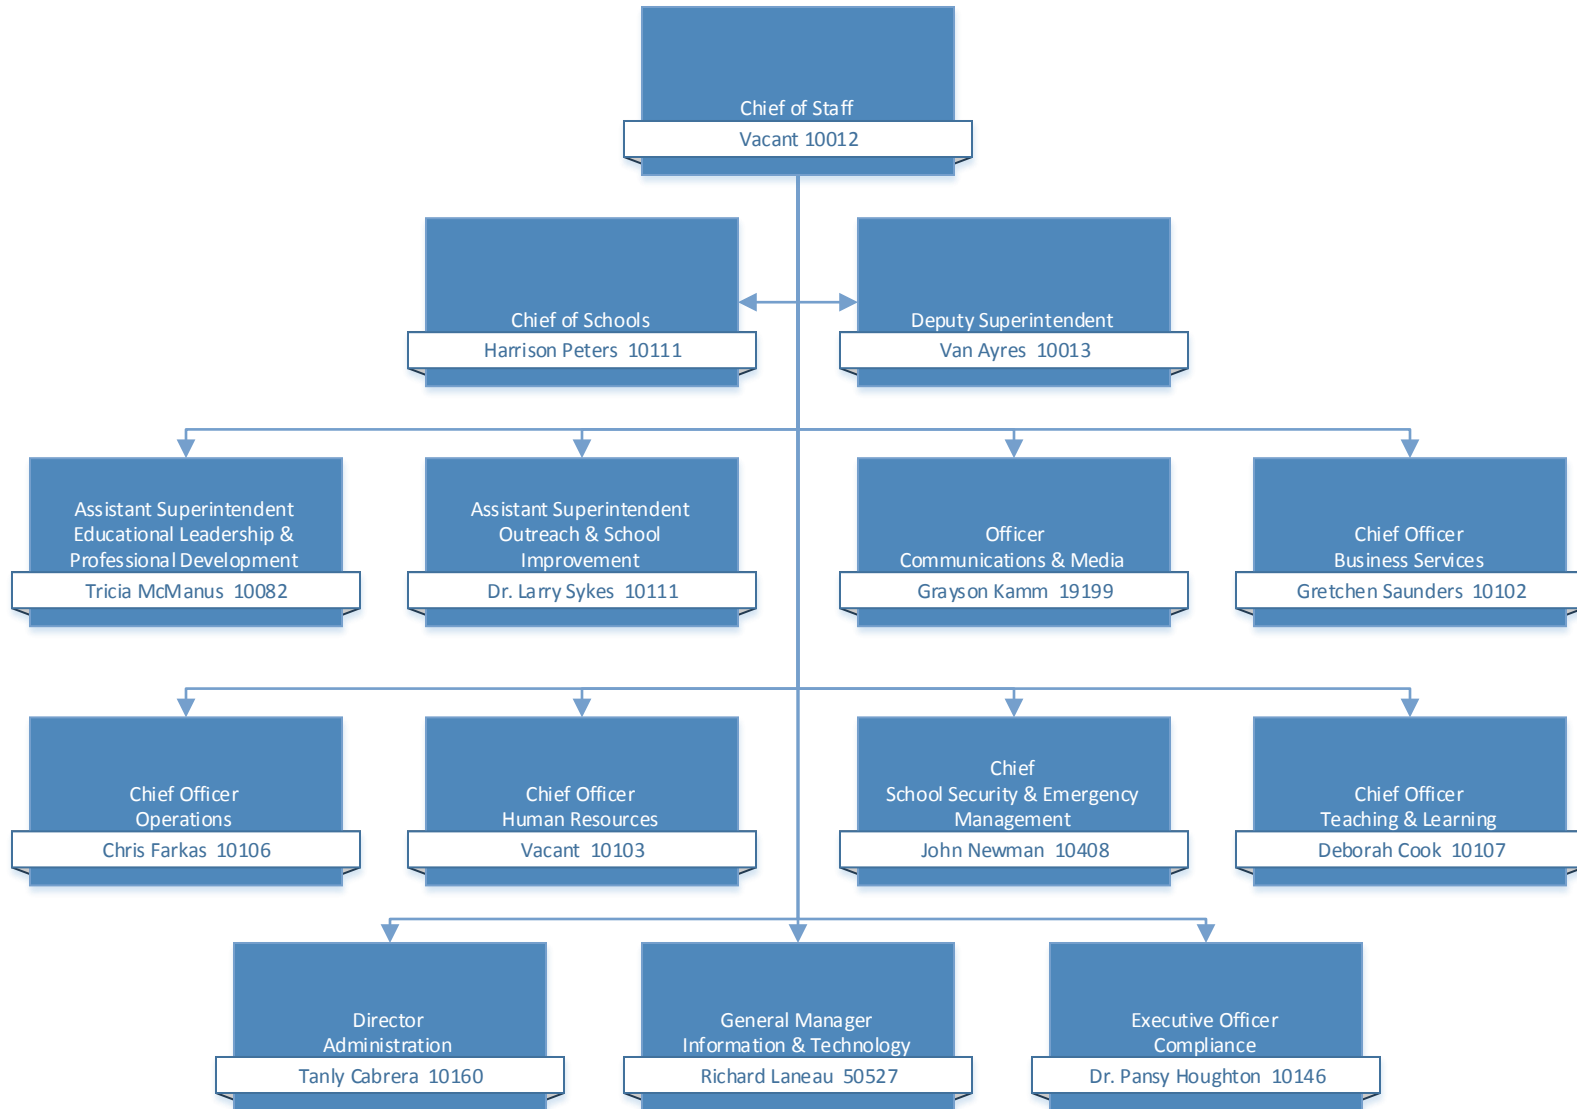 Chief of Staff
Vacant 10012
Chief of Schools
Harrison Peters 10111
Deputy Superintendent
Van Ayres 10013
Assistant Superintendent
Educational Leadership &
Professional Development
Tricia McManus 10082
Assistant Superintendent
Outreach & School
Improvement
Dr. Larry Sykes 10111
Officer
Communications & Media
Grayson Kamm 19199
Chief Officer
Business Services
Gretchen Saunders 10102
Chief Officer
Operations
Chris Farkas 10106
Chief Officer
Human Resources
Vacant 10103
Chief
School Security & Emergency
Management
John Newman 10408
Chief Officer
Teaching & Learning
Deborah Cook 10107
Director
Administration
Tanly Cabrera 10160
General Manager
Information & Technology
Richard Laneau 50527
Executive Officer
Compliance
Dr. Pansy Houghton 10146